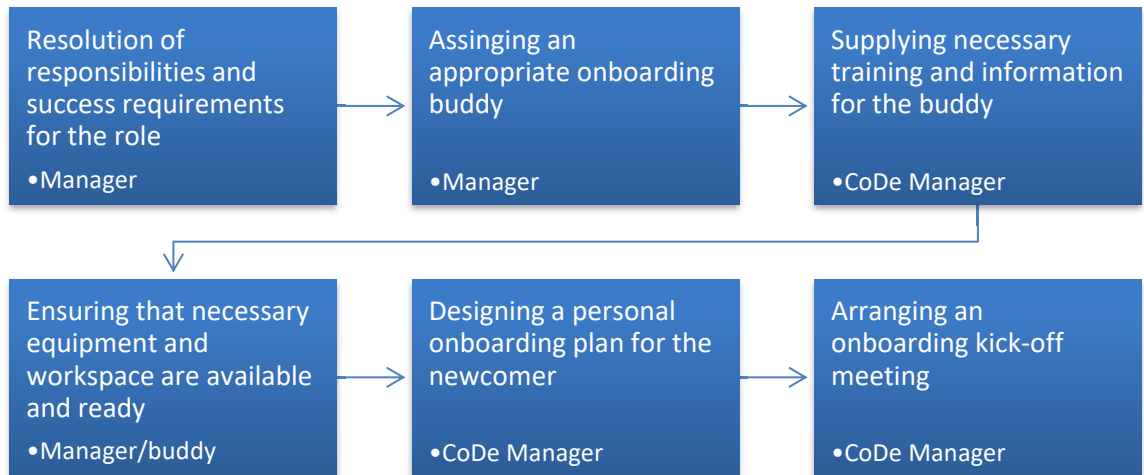 Resolution of
responsibilities and
success requirements
for the role
•Manager
Assinging an
appropriate onboarding
buddy
•Manager
Supplying necessary
training and information
for the buddy
•CoDe Manager
Ensuring that necessary
equipment and
workspace are available
and ready
•Manager/buddy
Designing a personal
onboarding plan for the
newcomer
•CoDe Manager
Arranging an
onboarding kick-off
meeting
•CoDe Manager